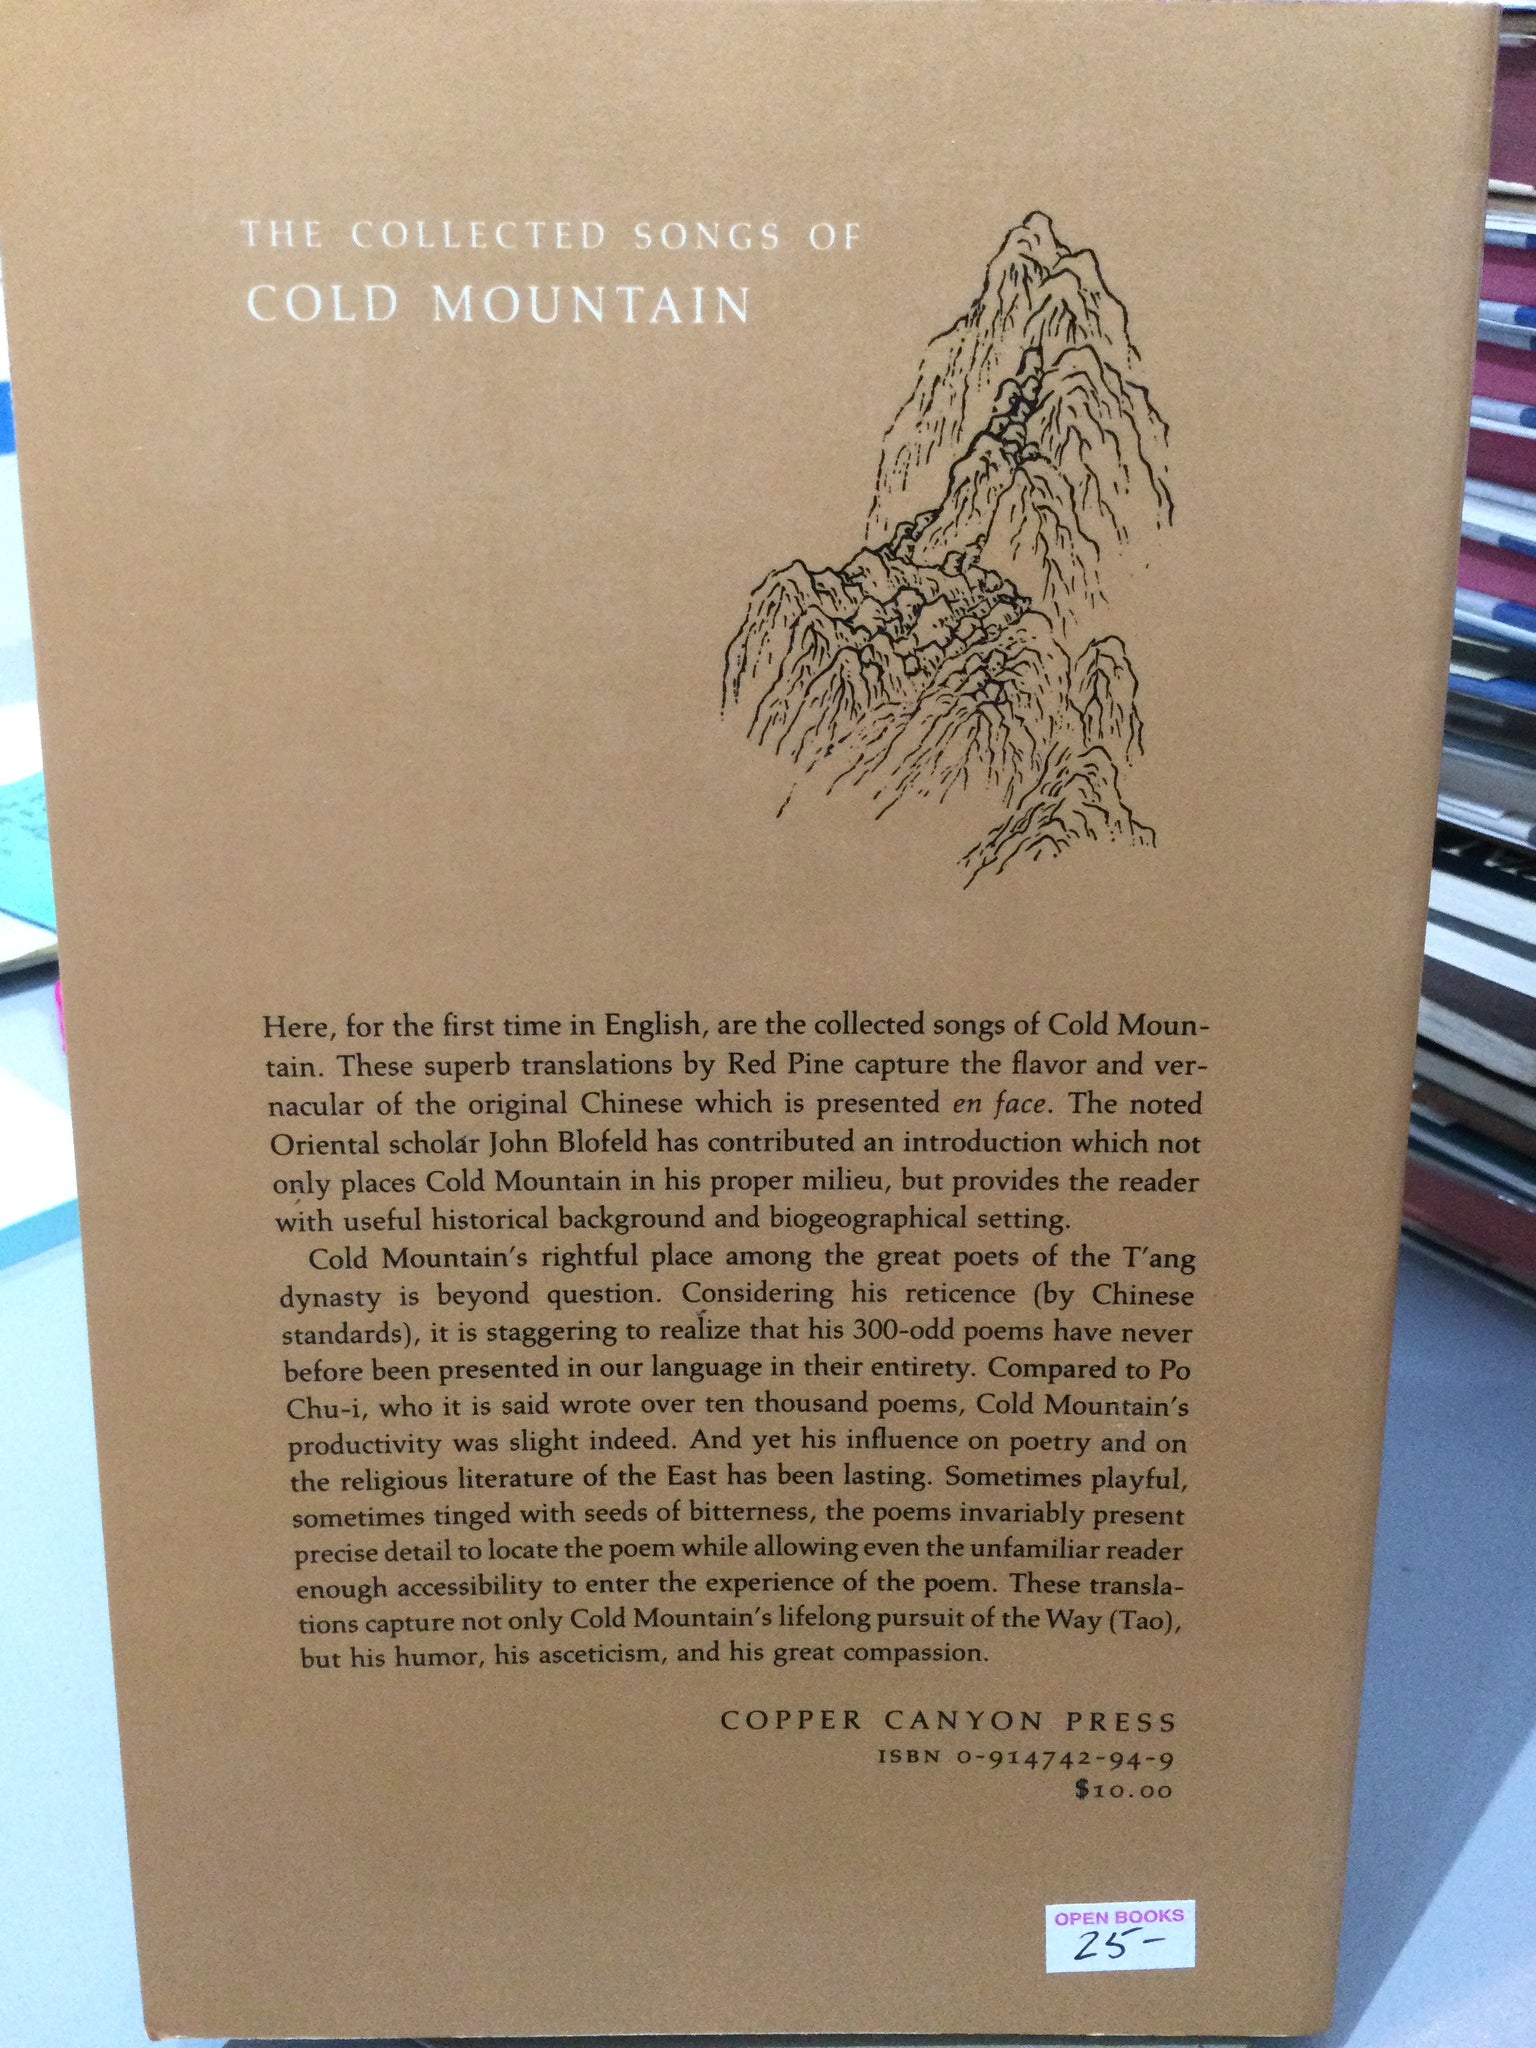 THE COLLECTED SONGS OF
COLD MOUNTAIN
Here, for the first time in English, are the collected songs of Cold Moun-
tain. These superb translations by Red Pine capture the flavor and ver-
nacular of the original Chinese which is presented en face. The noted
Oriental scholar John Blofeld has contributed an introduction which not
only places Cold Mountain in his proper milieu, but provides the reader
with useful historical background and biogeographical setting.
Cold Mountain's rightful place among the great poets of the T'ang
dynasty is beyond question. Considering his reticence (by Chinese
standards), it is staggering to realize that his 300-odd poems have never
before been presented in our language in their entirety. Compared to Po
Chu-i, who it is said wrote over ten thousand poems, Cold Mountain's
productivity was slight indeed. And yet his influence on poetry and on
the religious literature of the East has been lasting. Sometimes playful,
sometimes tinged with seeds of bitterness, the poems invariably present
precise detail to locate the poem while allowing even the unfamiliar reader
enough accessibility to enter the experience of the poem. These transla-
tions capture not only Cold Mountain's lifelong pursuit of the Way (Tao),
but his humor, his asceticism, and his great compassion.
COPPER CANYON PRESS
ISBN 0-914742-94-9
$10.00
OPEN BOOKS
25-